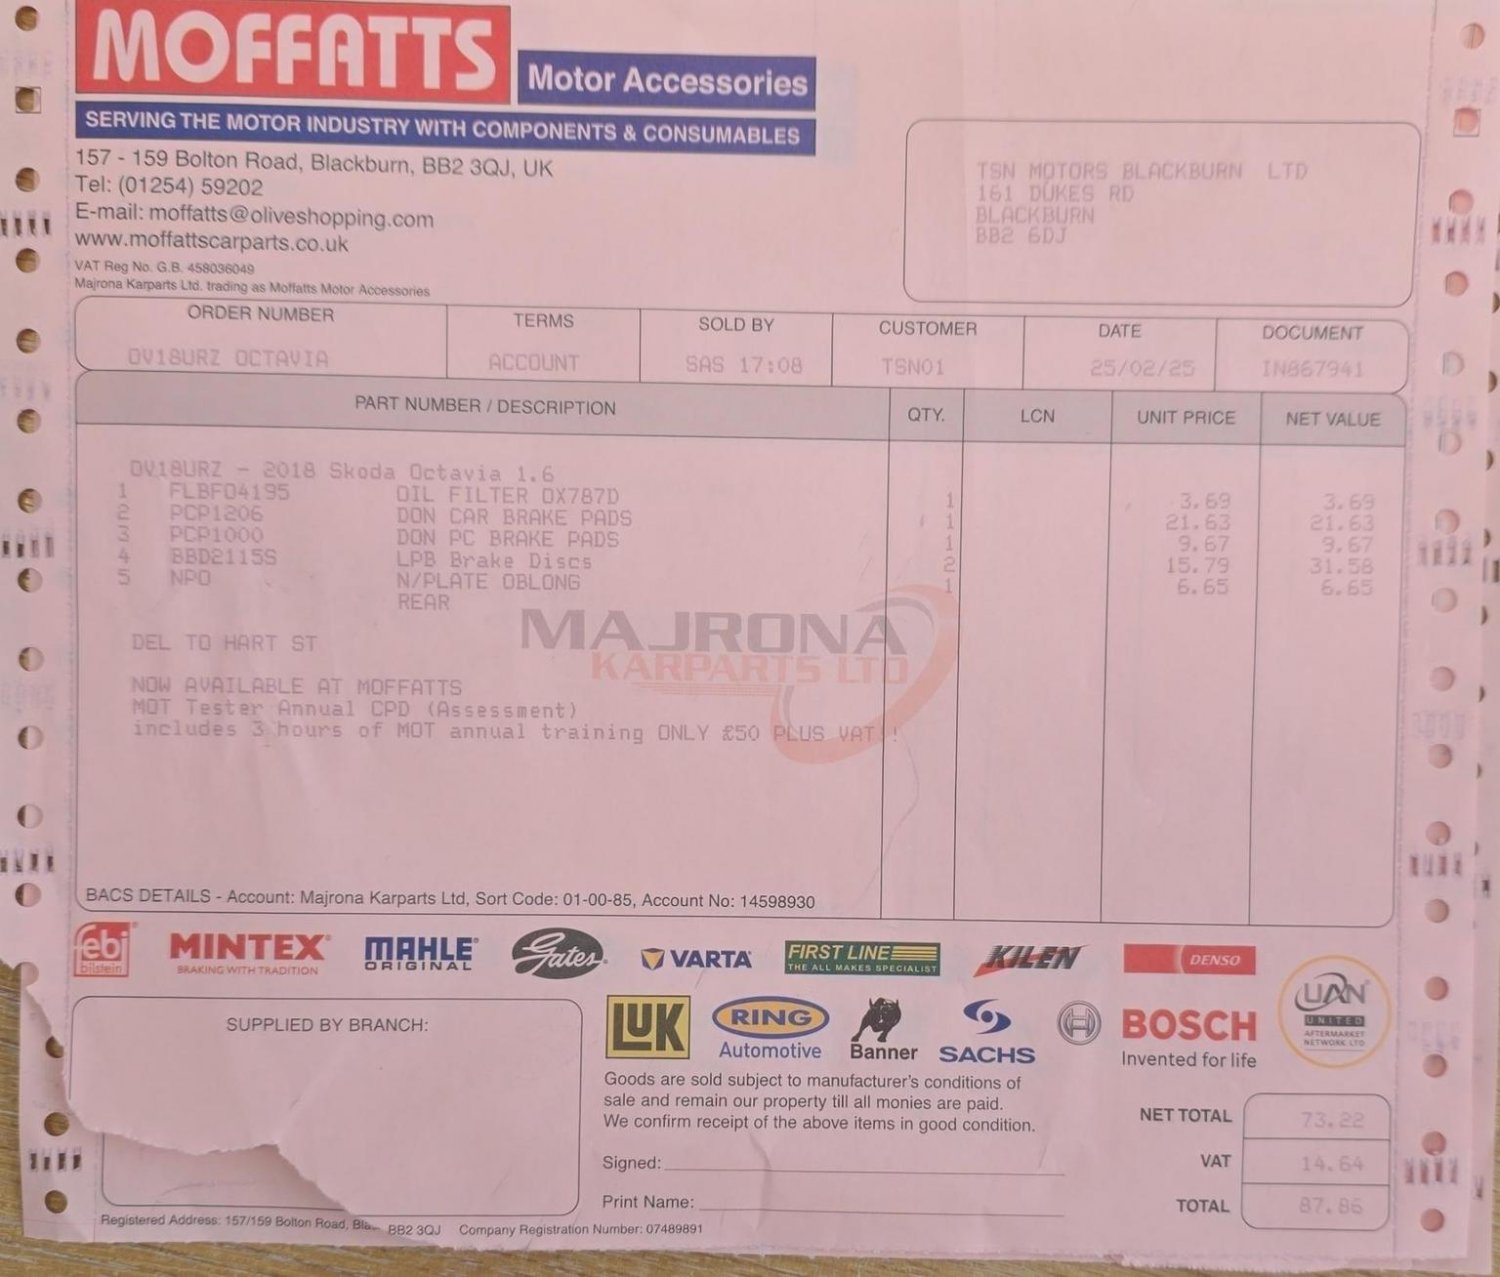 MOFFATTS
Motor Accessories
SERVING THE MOTOR INDUSTRY WITH COMPONENTS & CONSUMABLES
157 - 159 Bolton Road, Blackburn, BB2 3QJ, UK
Tel: (01254) 59202
E-mail: moffatts@oliveshopping.com
www.moffattscarparts.co.uk
VAT Reg No. G.B. 458036049
Majrona Karparts Ltd. trading as Moffatts Motor Accessories
TSN MOTORS BLACKBURN LTD
161 DUKES RD
BLACKBURN
BB2 6DJ
ORDER NUMBER TERMS SOLD BY CUSTOMER DATE DOCUMENT
OV18URZ OCTAVIA ACCOUNT SAS 17:08 TSN01 25/02/25 IN867941
PART NUMBER / DESCRIPTION QTY. LCN UNIT PRICE NET VALUE
OV18URZ - 2018 Skoda Octavia 1.6
1 FLBF04195 OIL FILTER OX787D 1 3.69 3.69
2 PCP1206 DON CAR BRAKE PADS 1 21.63 21.63
3 PCP1000 DON PC BRAKE PADS 1 9.67 9.67
4 BBD2115S LPB Brake Discs 2 15.79 31.58
5 NPO N/PLATE OBLONG 1 6.65 6.65
REAR
MAJRONA
KARPARTS LTD
DEL TO HART ST
NOW AVAILABLE AT MOFFATTS
MOT Tester Annual CPD (Assessment)
includes 3 hours of MOT annual training ONLY £50 PLUS VAT!!
BACS DETAILS - Account: Majrona Karparts Ltd, Sort Code: 01-00-85, Account No: 14598930
febi bilstein
MINTEX
BRAKING WITH TRADITION
MAHLE
ORIGINAL
Gates
VARTA
FIRST LINE
THE ALL MAKES SPECIALIST
KILEN
DENSO
UAN
UNITED
AFTERMARKET
NETWORK LTD
LUK
RING
Automotive
Banner
SACHS
BOSCH
Invented for life
SUPPLIED BY BRANCH:
Goods are sold subject to manufacturer's conditions of
sale and remain our property till all monies are paid.
We confirm receipt of the above items in good condition.
Signed:
Print Name:
NET TOTAL 73.22
VAT 14.64
TOTAL 87.86
Registered Address: 157/159 Bolton Road, BB2 3QJ Company Registration Number: 07489891